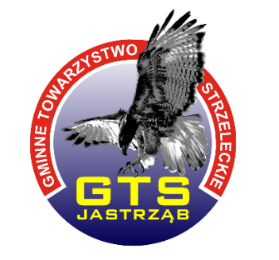 GMINNE TOWARZYSTWO STRZELECKIE
GTS
JASTRZĄB